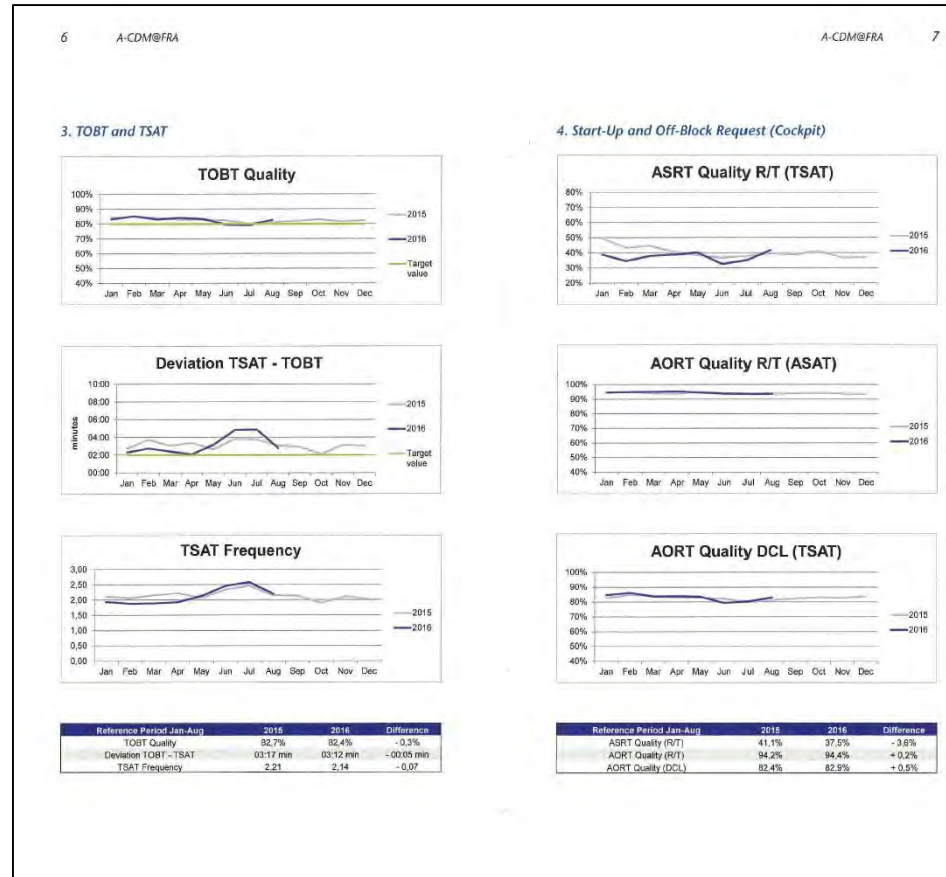 6 A-CDM@FRA
3. TOBT and TSAT
TOBT Quality
100%
90%
80%
70%
60%
50%
40%
Jan Feb Mar Apr May Jun Jul Aug Sep Oct Nov Dec
2015
2016
Target
value
Deviation TSAT - TOBT
minutes
10:00
08:00
06:00
04:00
02:00
00:00
Jan Feb Mar Apr May Jun Jul Aug Sep Oct Nov Dec
2015
2016
Target
value
TSAT Frequency
3,00
2,50
2,00
1,50
1,00
0,50
0,00
Jan Feb Mar Apr May Jun Jul Aug Sep Oct Nov Dec
2015
2016
Reference Period Jan-Aug 2015 2016 Difference
TOBT Quality 82,7% 82,4% - 0,3%
Deviation TOBT - TSAT 03:17 min 03:12 min - 00:05 min
TSAT Frequency 2,21 2,14 - 0,07
A-CDM@FRA 7
4. Start-Up and Off-Block Request (Cockpit)
ASRT Quality R/T (TSAT)
80%
70%
60%
50%
40%
30%
20%
Jan Feb Mar Apr May Jun Jul Aug Sep Oct Nov Dec
2015
2016
AORT Quality R/T (ASAT)
100%
90%
80%
70%
60%
50%
40%
Jan Feb Mar Apr May Jun Jul Aug Sep Oct Nov Dec
2015
2016
AORT Quality DCL (TSAT)
100%
90%
80%
70%
60%
50%
40%
Jan Feb Mar Apr May Jun Jul Aug Sep Oct Nov Dec
2015
2016
Reference Period Jan-Aug 2015 2016 Difference
ASRT Quality (R/T) 41,1% 37,5% - 3,6%
AORT Quality (R/T) 94,2% 94,4% + 0,2%
AORT Quality (DCL) 82,4% 82,9% + 0,5%